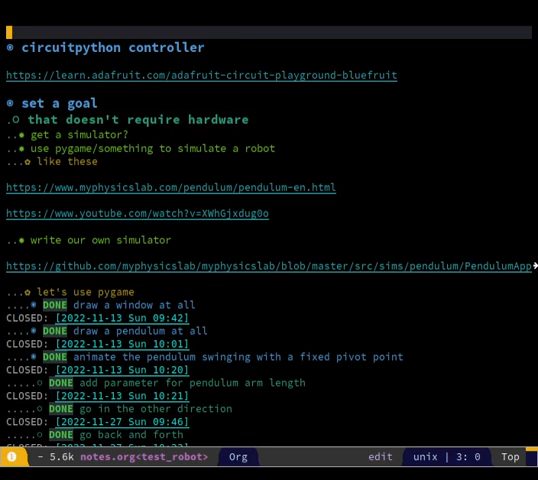 circuitpython controller
https://learn.adafruit.com/adafruit-circuit-playground-bluefruit
set a goal
that doesn't require hardware
get a simulator?
use pygame/something to simulate a robot
like these
https://www.myphysicslab.com/pendulum/pendulum-en.html
https://www.youtube.com/watch?v=XWhGjxdug0o
write our own simulator
https://github.com/myphysicslab/myphysicslab/blob/master/src/sims/pendulum/PendulumApp
let's use pygame
DONE draw a window at all
CLOSED: [2022-11-13 Sun 09:42]
DONE draw a pendulum at all
CLOSED: [2022-11-13 Sun 10:01]
DONE animate the pendulum swinging with a fixed pivot point
CLOSED: [2022-11-13 Sun 10:20]
DONE add parameter for pendulum arm length
CLOSED: [2022-11-13 Sun 10:21]
DONE go in the other direction
CLOSED: [2022-11-27 Sun 09:46]
DONE go back and forth
- 5.6k notes.org<test_robot> Org edit unix | 3: 0 Top